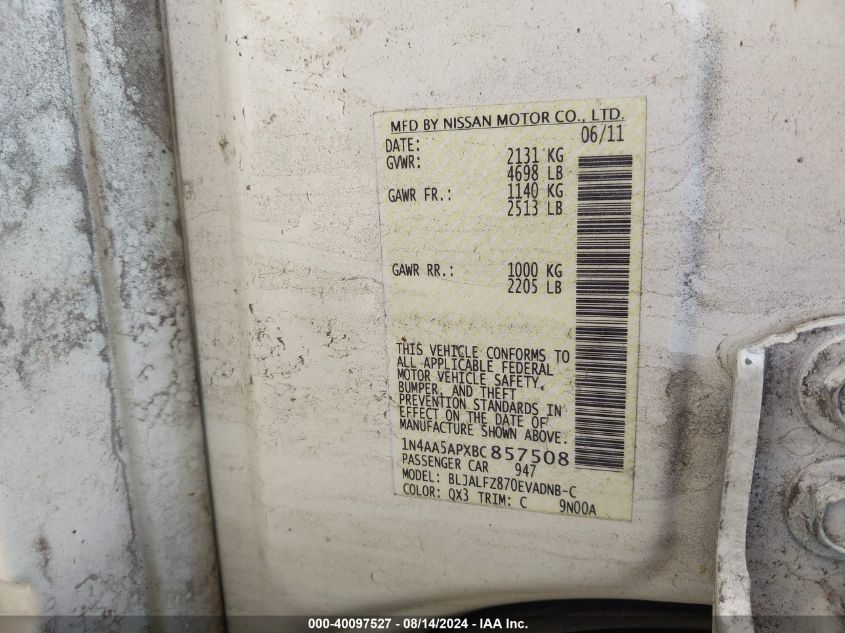 MFD BY NISSAN MOTOR CO., LTD.
DATE: 06/11
GVWR: 2131 KG
4698 LB
GAWR FR.: 1140 KG
2513 LB
GAWR RR.: 1000 KG
2205 LB
THIS VEHICLE CONFORMS TO
ALL APPLICABLE FEDERAL
MOTOR VEHICLE SAFETY,
BUMPER, AND THEFT
PREVENTION STANDARDS IN
EFFECT ON THE DATE OF
MANUFACTURE SHOWN ABOVE.
1N4AA5APXBC857508
PASSENGER CAR 947
MODEL: BLJALFZ870EVADNB-C
COLOR: QX3 TRIM: C 9N00A
000-40097527 - 08/14/2024 - IAA Inc.